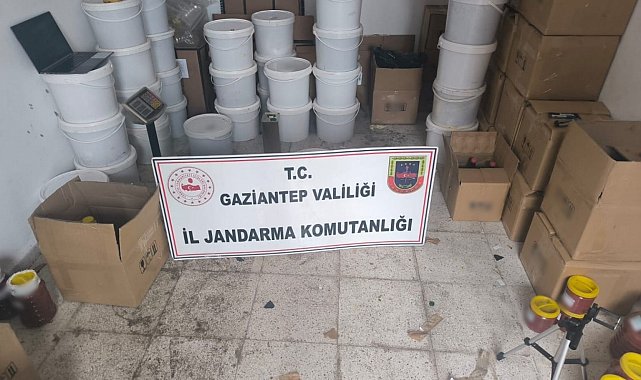 T.C.
GAZİANTEP VALİLİĞİ
İL JANDARMA KOMUTANLIĞI